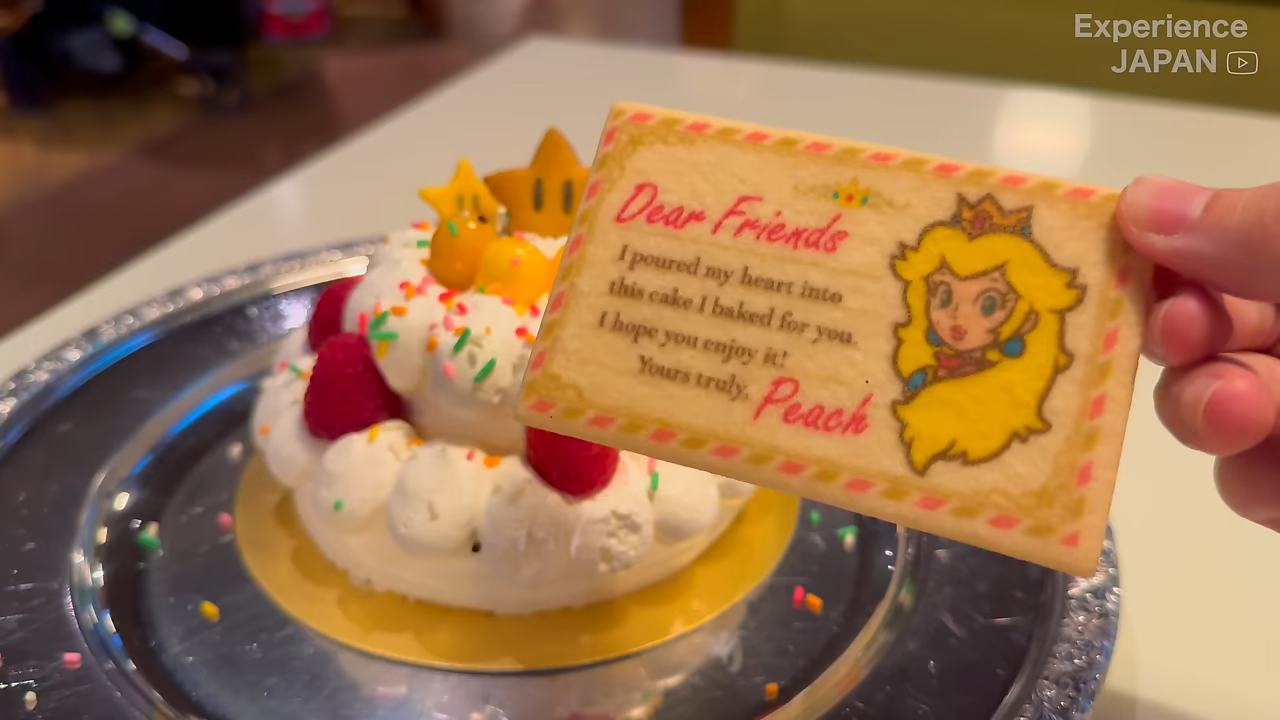 Experience
JAPAN
Dear Friends
I poured my heart into
this cake I baked for you.
I hope you enjoy it!
Yours truly, Peach